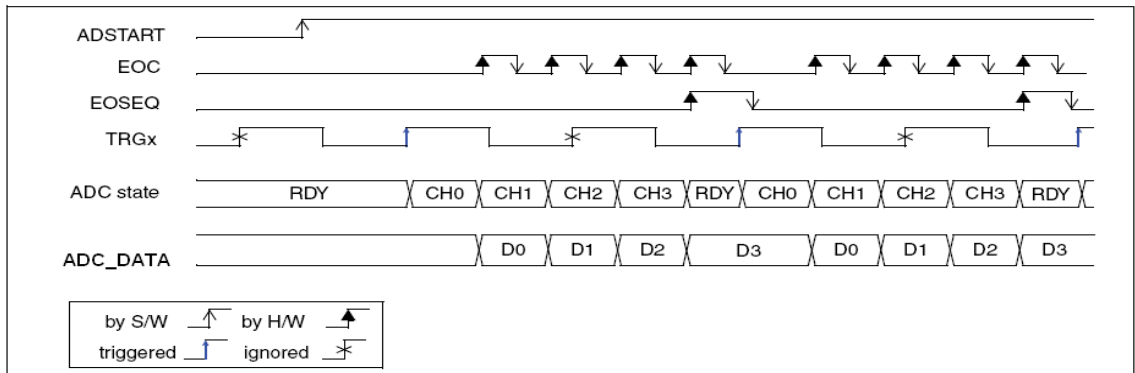 ADSTART
EOC
EOSEQ
TRGx
ADC state RDY CH0 CH1 CH2 CH3 RDY CH0 CH1 CH2 CH3 RDY
ADC_DATA D0 D1 D2 D3 D0 D1 D2 D3
by S/W by H/W
triggered ignored